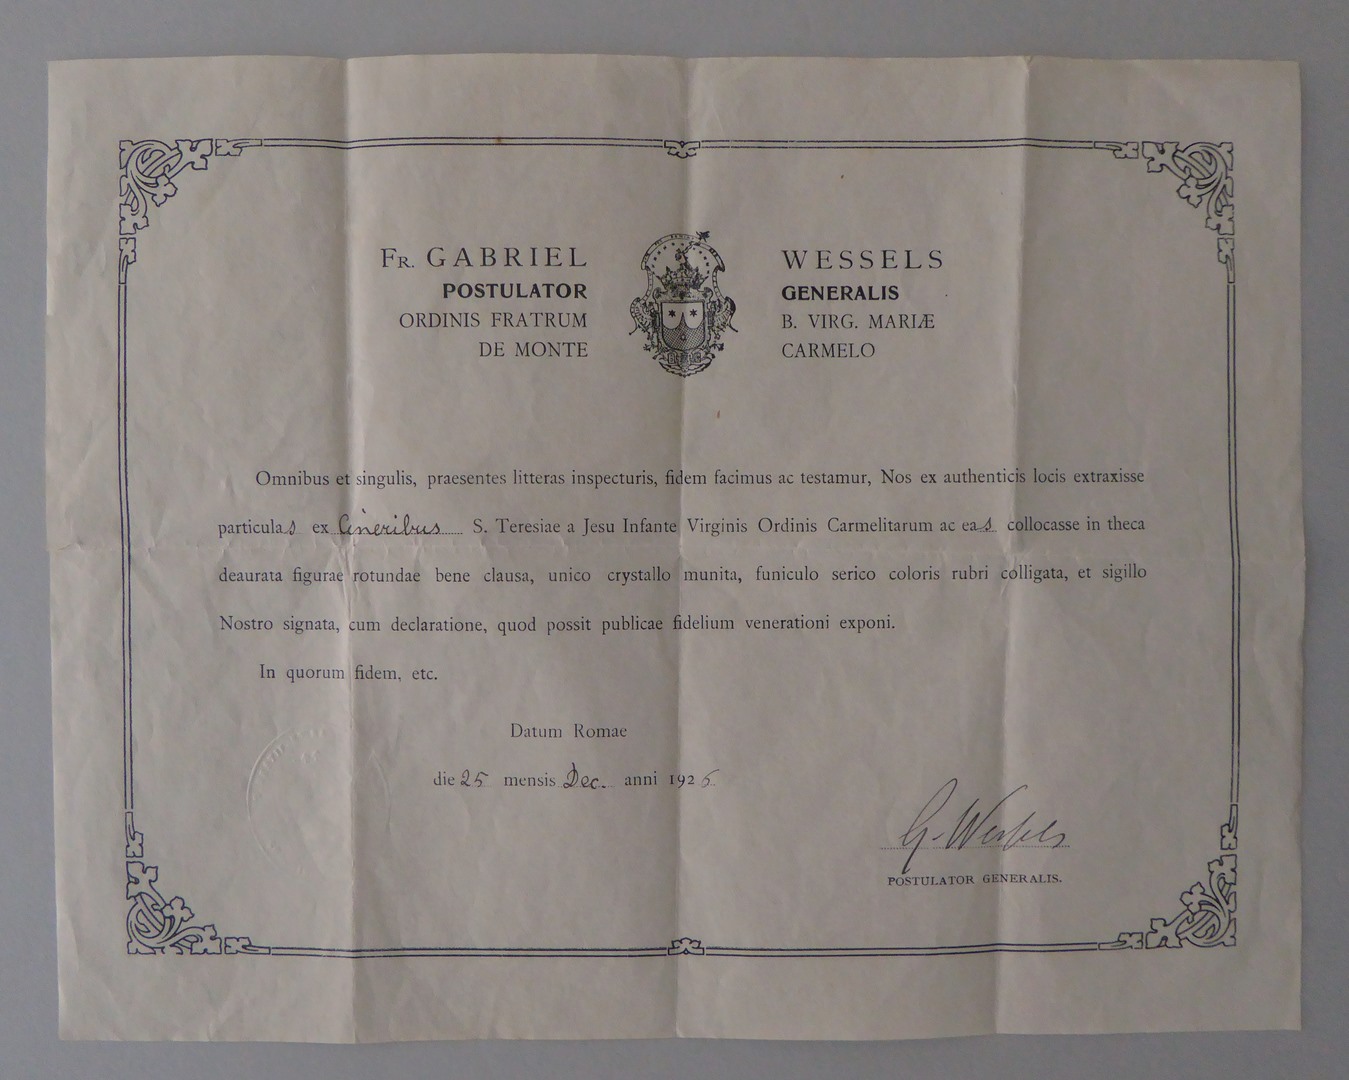 Fr. GABRIEL WESSELS
POSTULATOR GENERALIS
ORDINIS FRATRUM B. VIRG. MARIÆ
DE MONTE CARMELO
Omnibus et singulis, praesentes litteras inspecturis, fidem facimus ac testamur, Nos ex authenticis locis extraxisse
particulas ex Cineribus S. Teresiae a Jesu Infante Virginis Ordinis Carmelitarum ac eas collocasse in theca
deaurata figurae rotundae bene clausa, unico crystallo munita, funiculo serico coloris rubri colligata, et sigillo
Nostro signata, cum declaratione, quod possit publicae fidelium venerationi exponi.
In quorum fidem, etc.
Datum Romae
die 25 mensis Dec. anni 1926
G. Wessels
POSTULATOR GENERALIS.